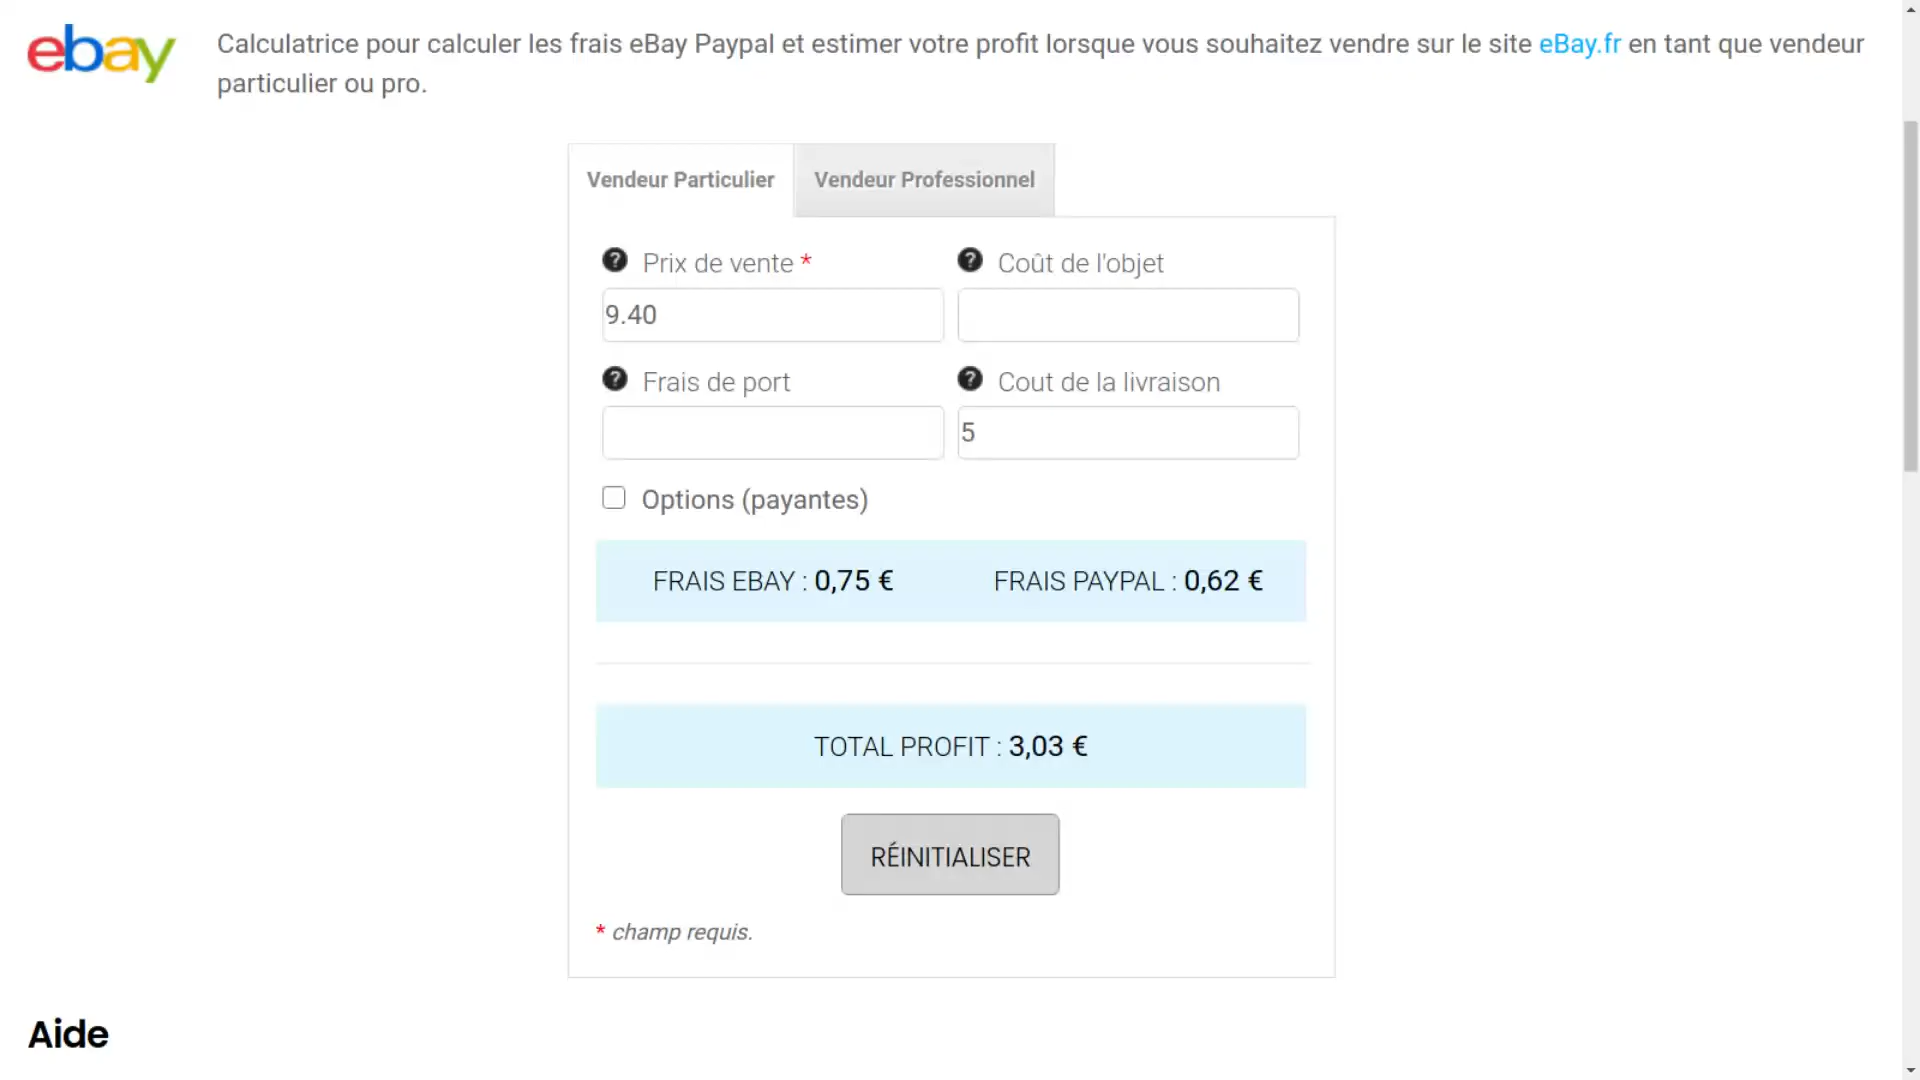 ebay
Calculatrice pour calculer les frais eBay Paypal et estimer votre profit lorsque vous souhaitez vendre sur le site eBay.fr en tant que vendeur
particulier ou pro.
Vendeur Particulier
Vendeur Professionnel
? Prix de vente *
? Coût de l'objet
9.40
? Frais de port
? Cout de la livraison
5
Options (payantes)
FRAIS EBAY : 0,75 €
FRAIS PAYPAL : 0,62 €
TOTAL PROFIT : 3,03 €
RÉINITIALISER
* champ requis.
Aide